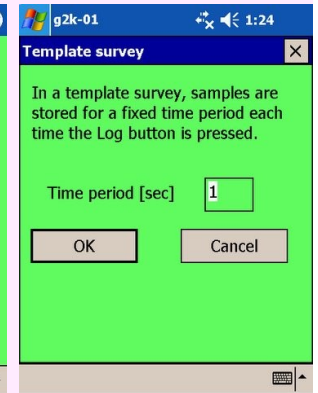 g2k-01 1:24
Template survey
In a template survey, samples are
stored for a fixed time period each
time the Log button is pressed.
Time period [sec] 1
OK Cancel